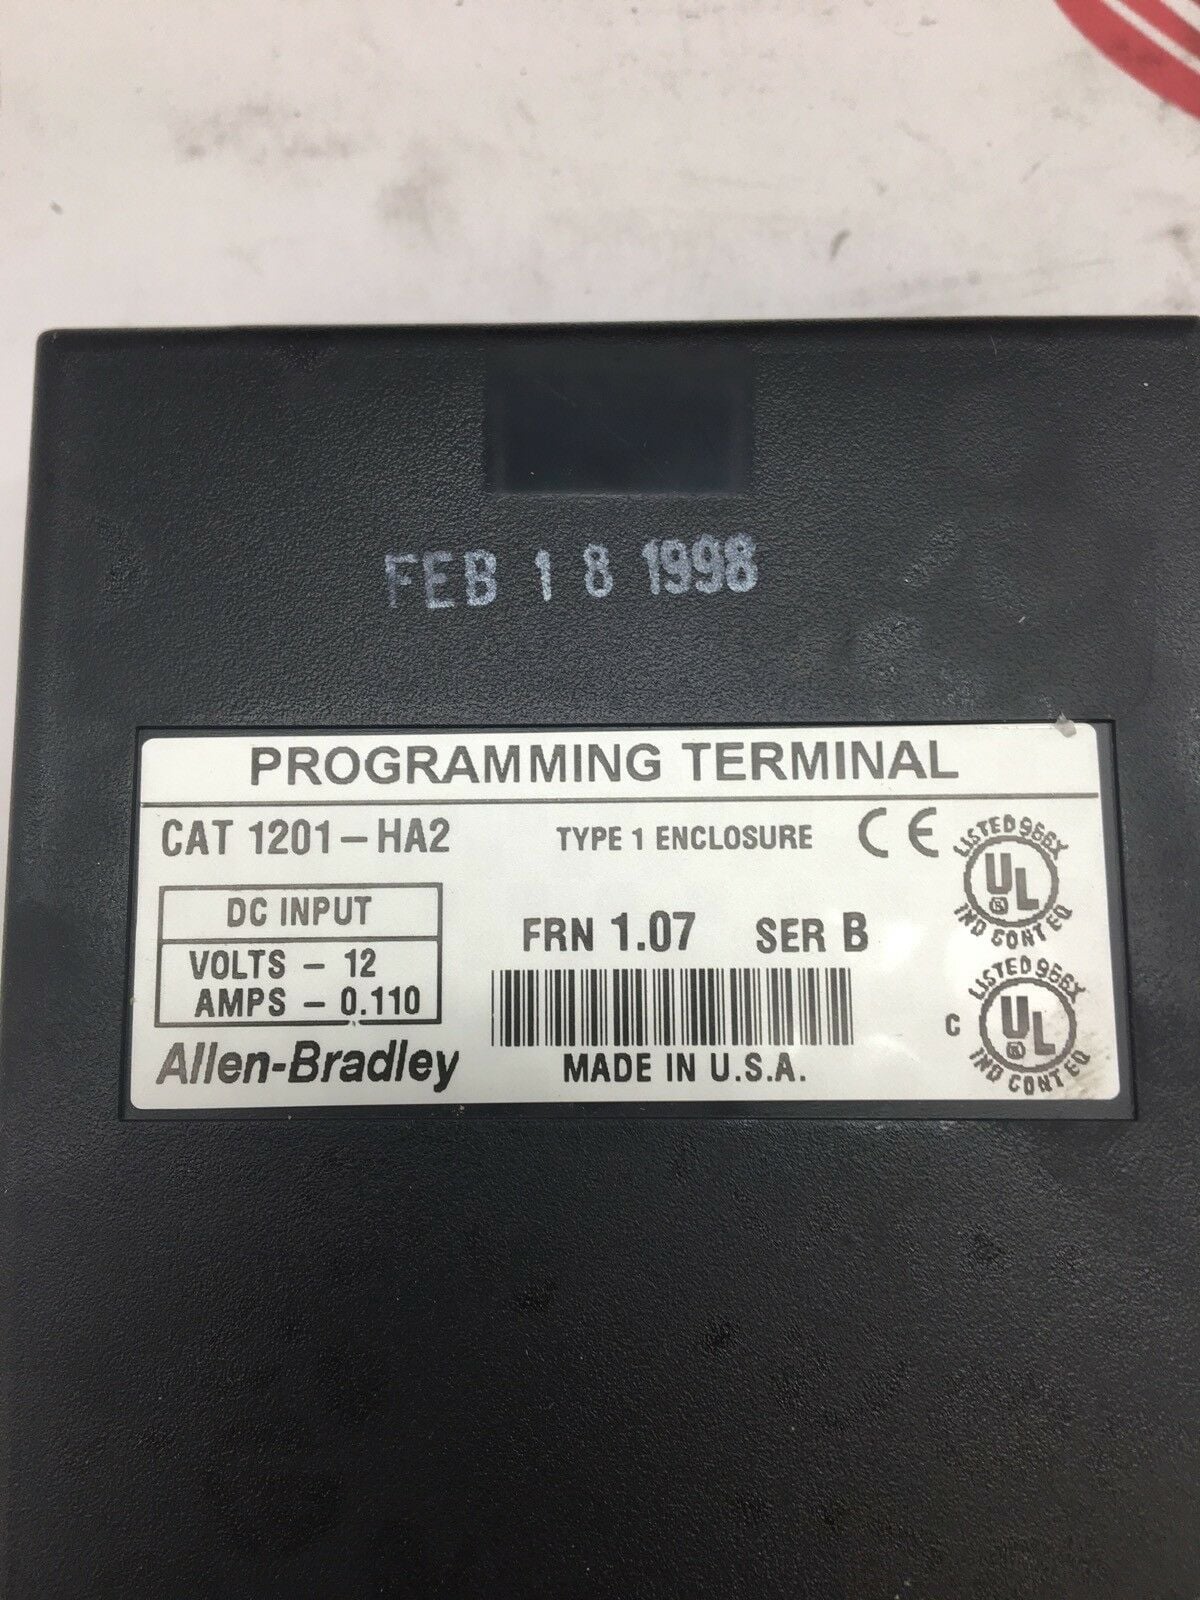 FEB 18 1998
PROGRAMMING TERMINAL
CAT 1201-HA2 TYPE 1 ENCLOSURE CE
LISTED 966X
UL
IND CONT EQ
DC INPUT
VOLTS - 12
AMPS - 0.110
FRN 1.07 SER B
LISTED 966X
C UL
IND CONT EQ
Allen-Bradley
MADE IN U.S.A.